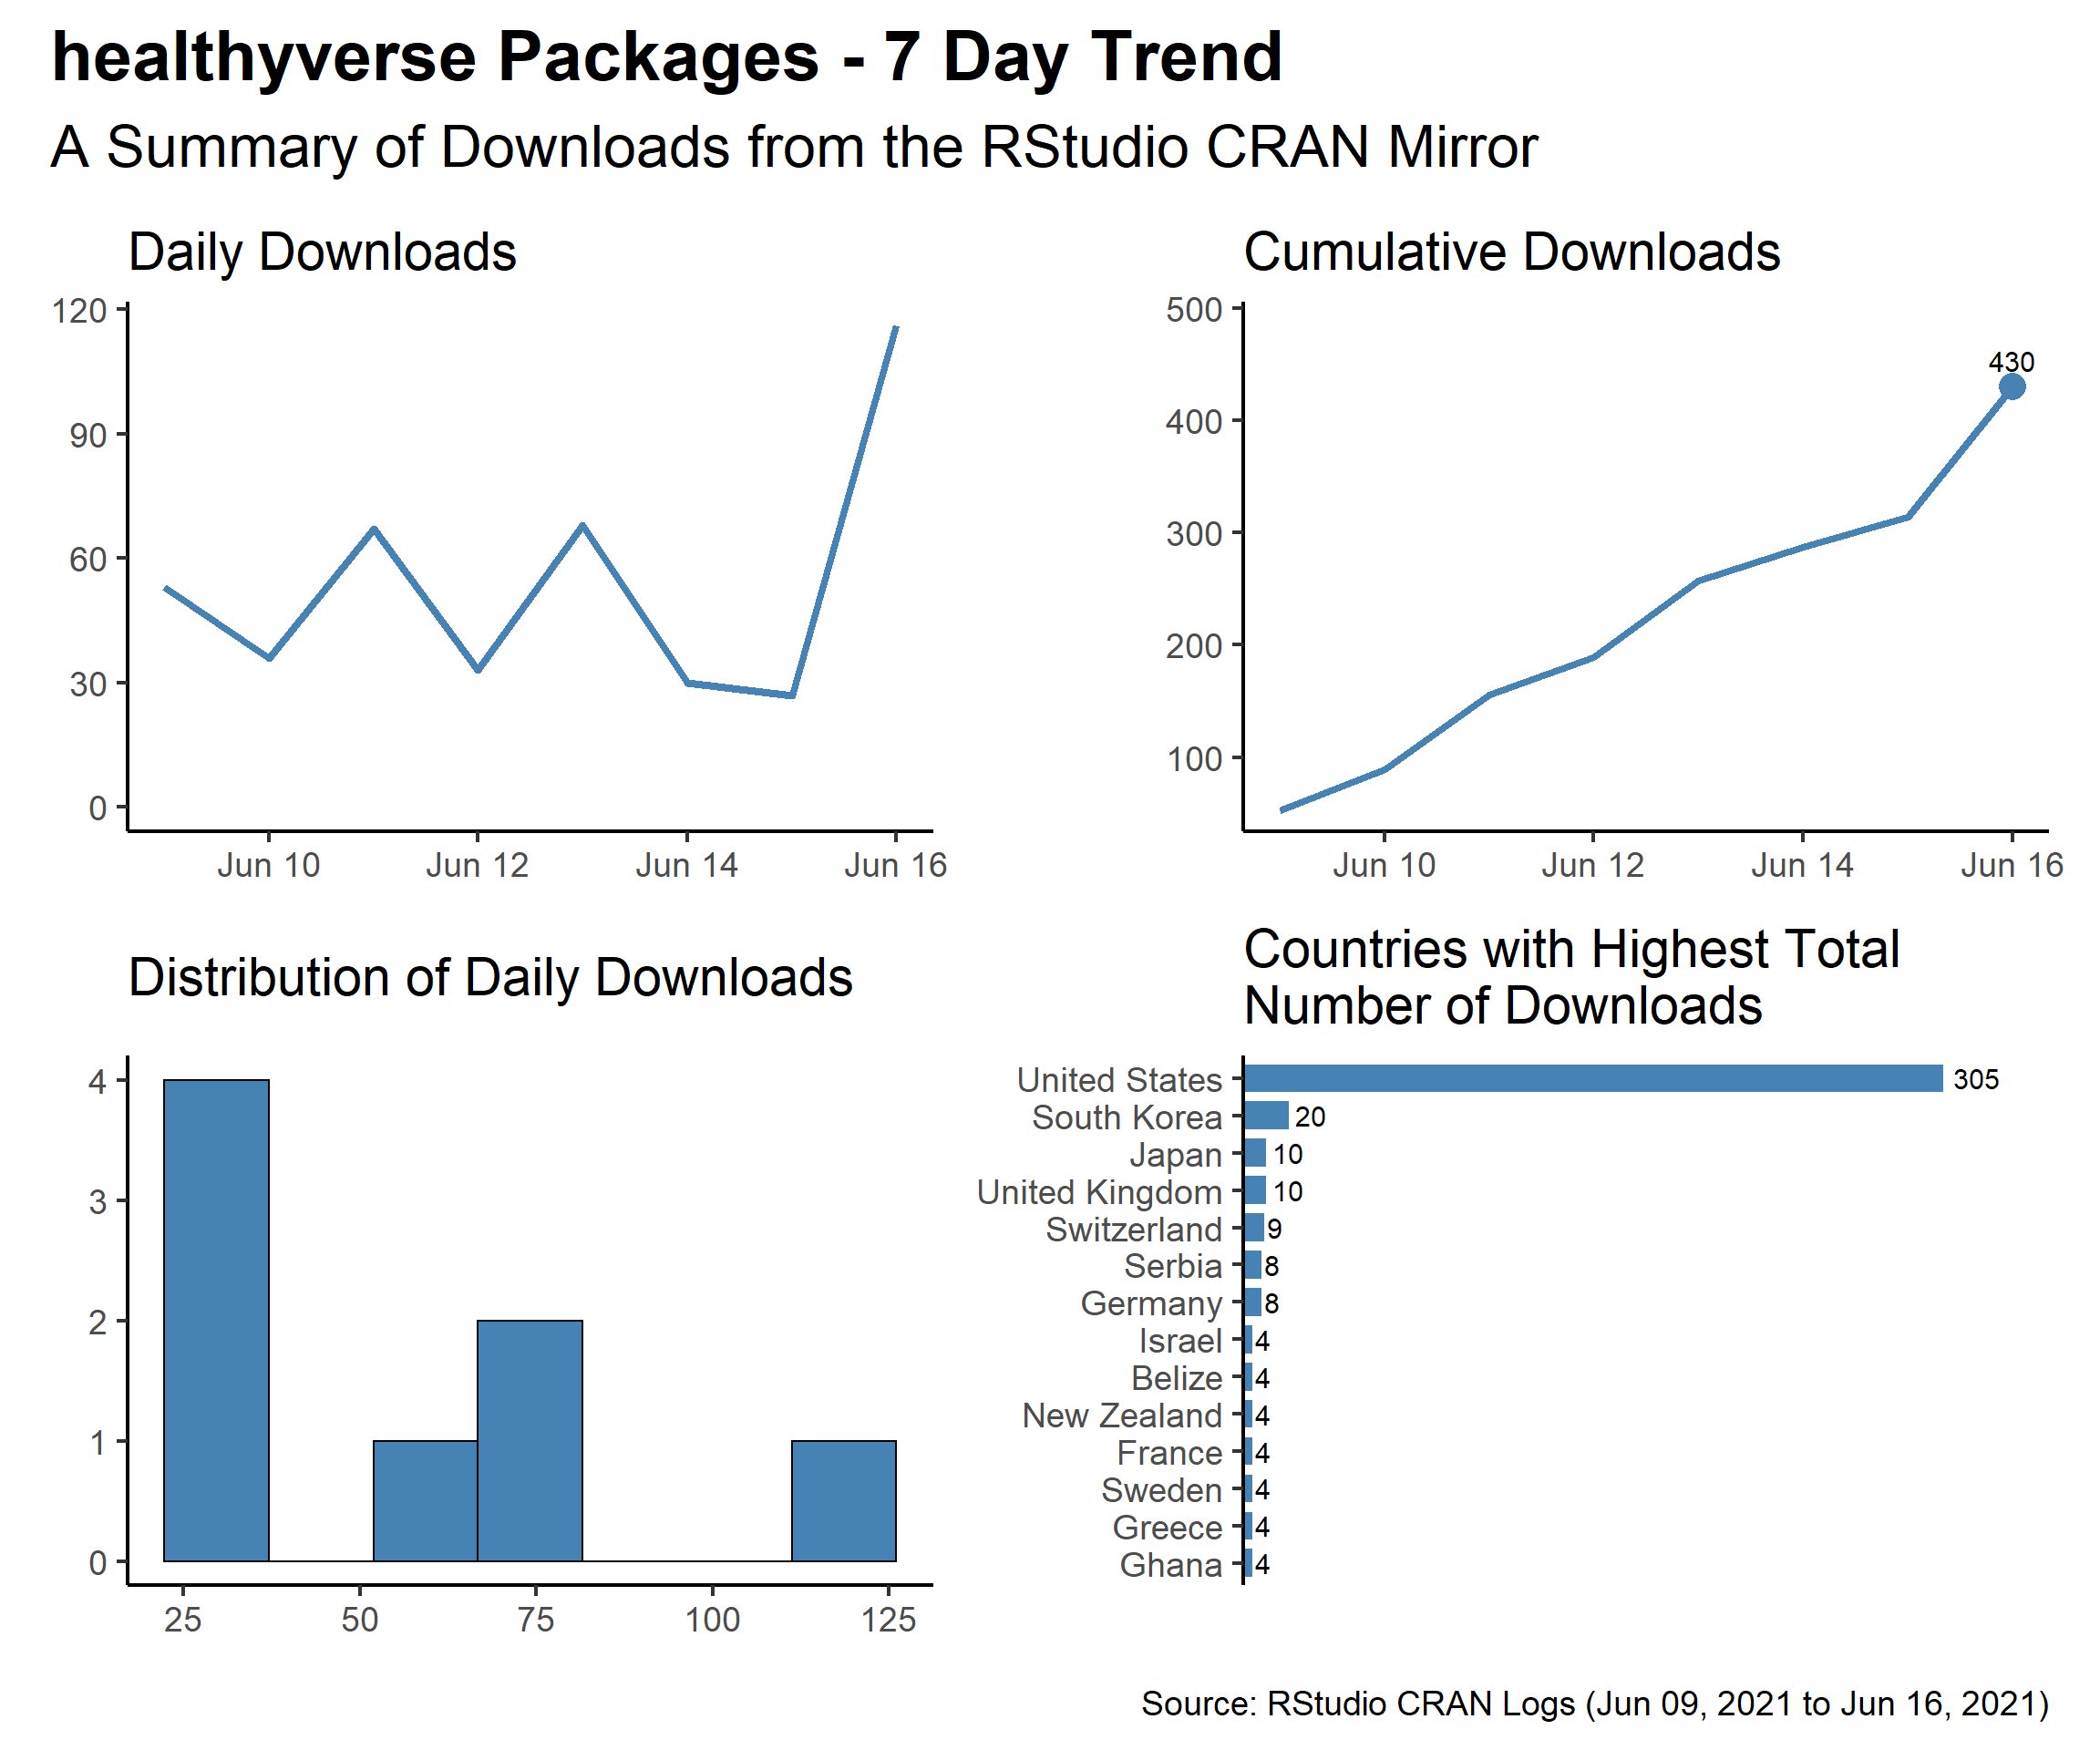 healthyverse Packages - 7 Day Trend
A Summary of Downloads from the RStudio CRAN Mirror
Daily Downloads
120
90
60
30
0
Jun 10 Jun 12 Jun 14 Jun 16
Cumulative Downloads
500
400
300
200
100
430
Jun 10 Jun 12 Jun 14 Jun 16
Distribution of Daily Downloads
4
3
2
1
0
25 50 75 100 125
Countries with Highest Total
Number of Downloads
United States 305
South Korea 20
Japan 10
United Kingdom 10
Switzerland 9
Serbia 8
Germany 8
Israel 4
Belize 4
New Zealand 4
France 4
Sweden 4
Greece 4
Ghana 4
Source: RStudio CRAN Logs (Jun 09, 2021 to Jun 16, 2021)